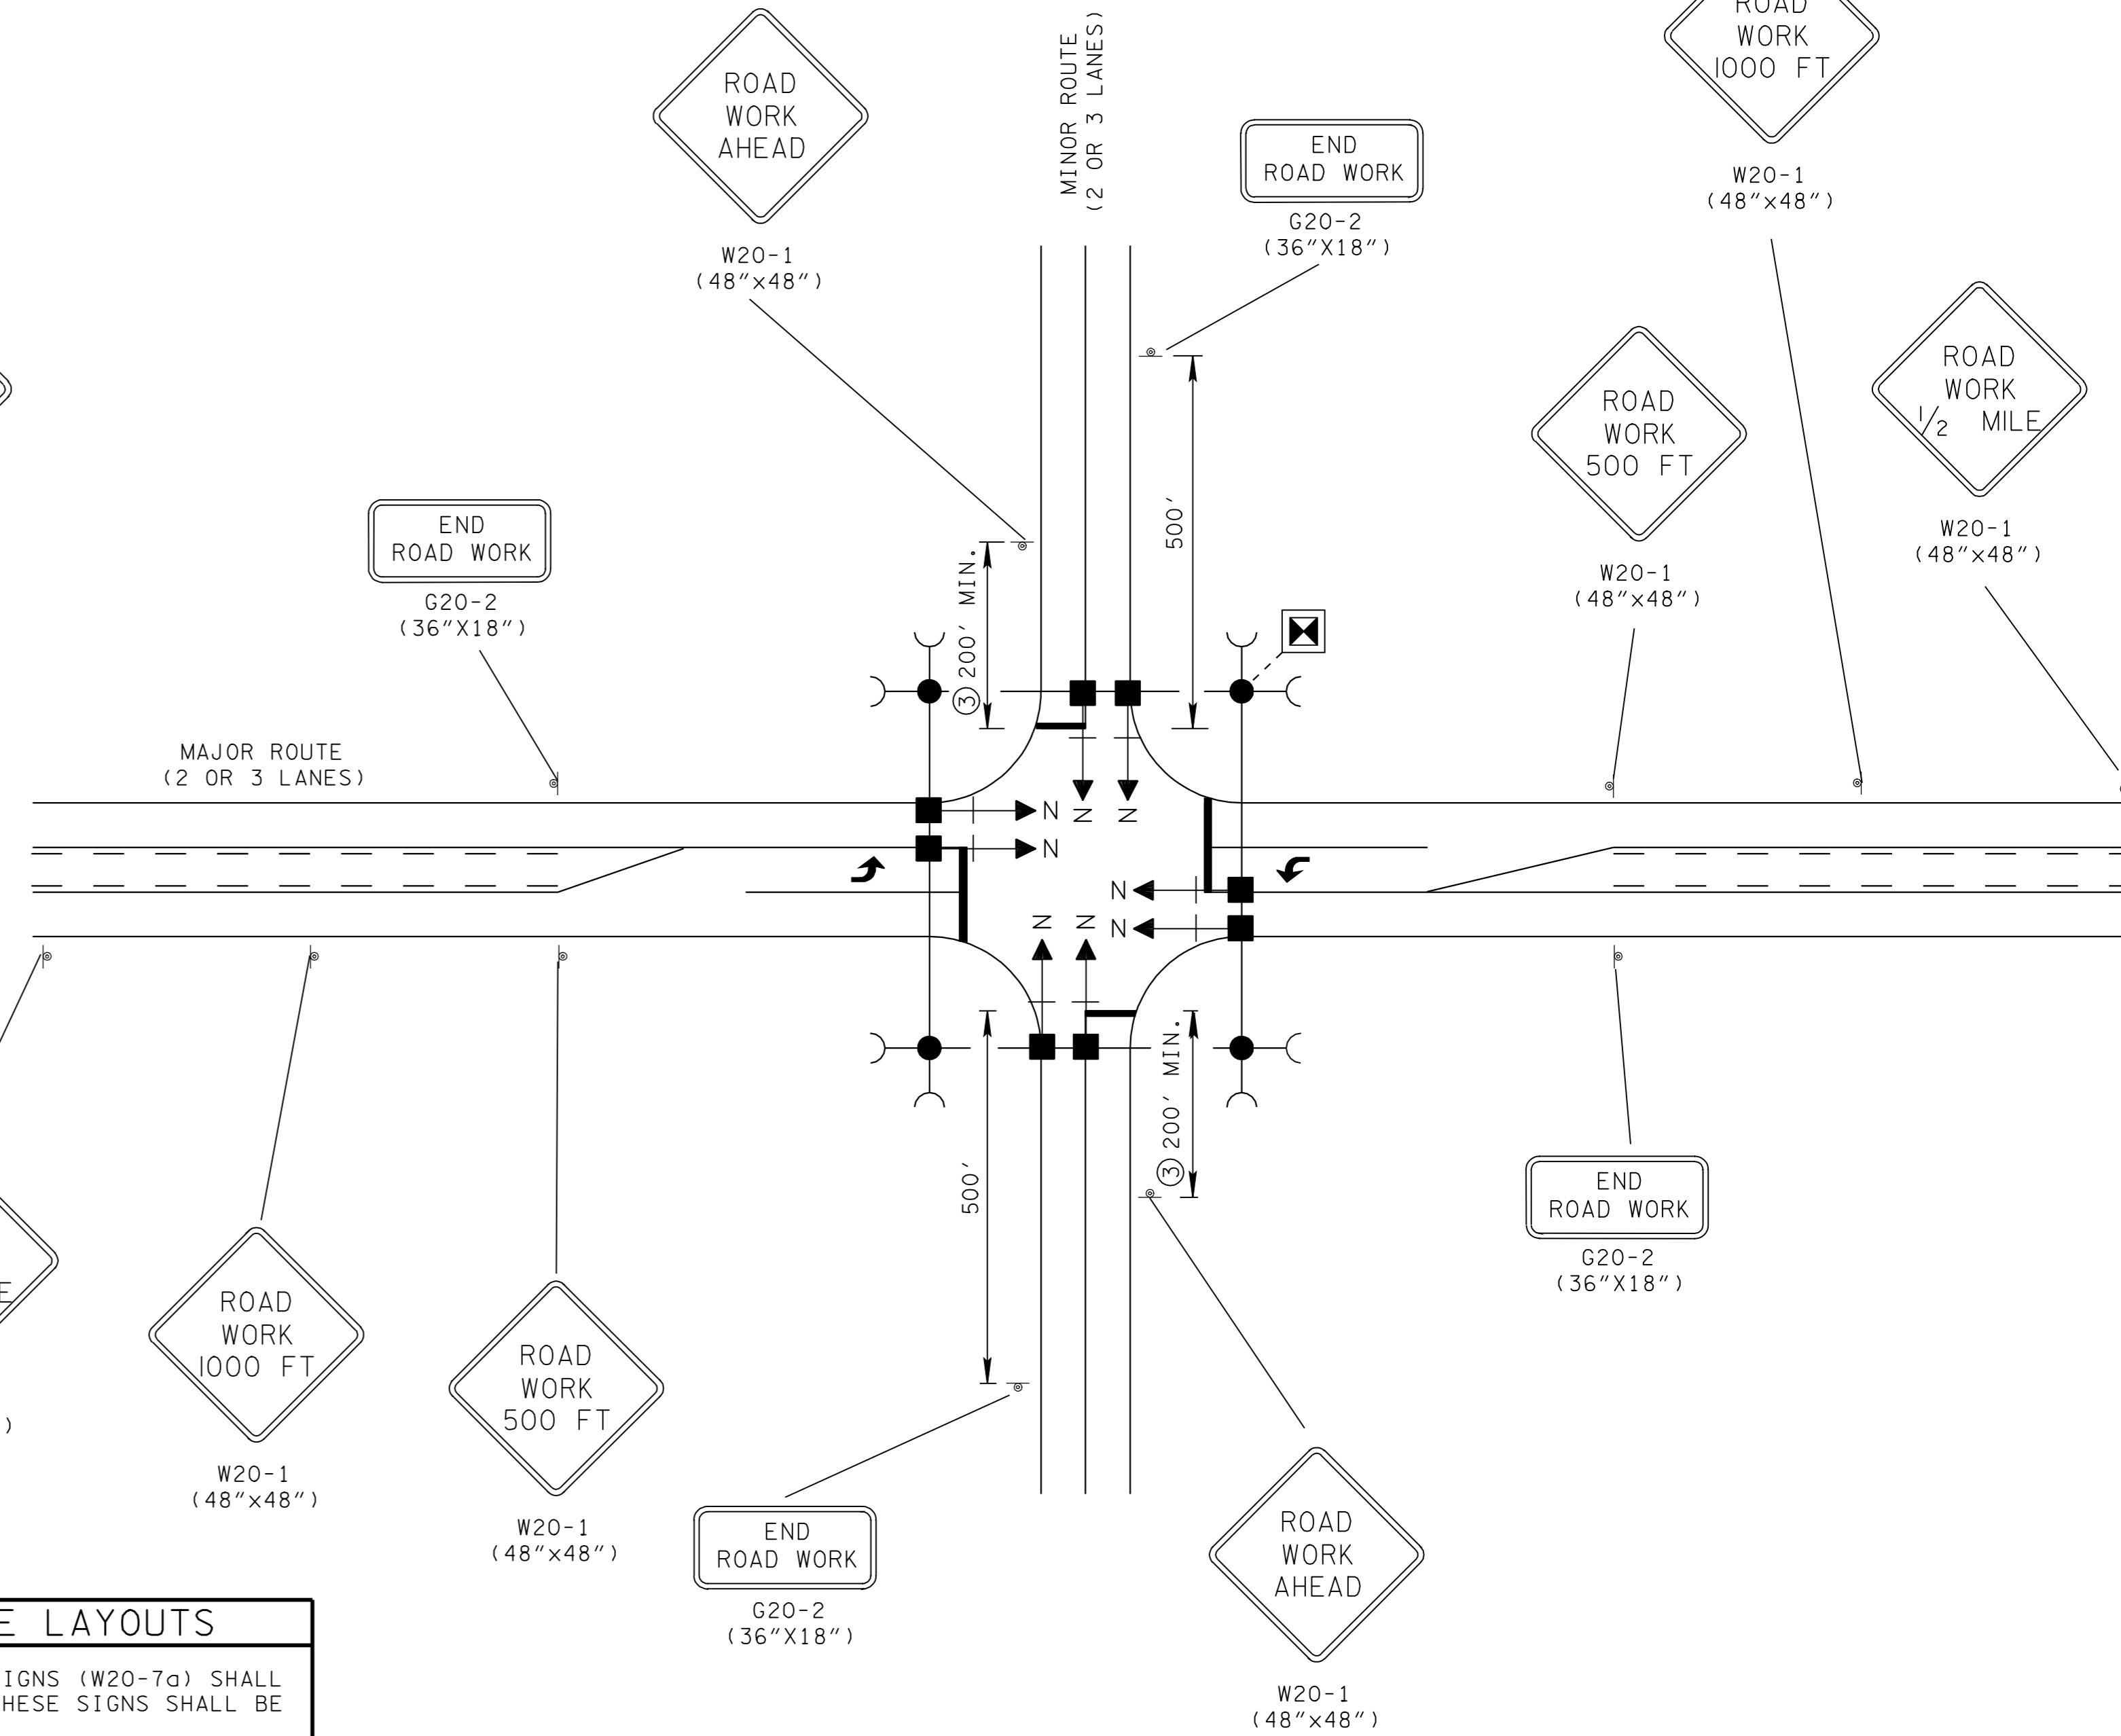 ROAD
WORK
1000 FT
W20-1
(48"x48")
ROAD
WORK
AHEAD
W20-1
(48"x48")
MINOR ROUTE
(2 OR 3 LANES)
END
ROAD WORK
G20-2
(36"X18")
ROAD
WORK
1/2 MILE
W20-1
(48"x48")
ROAD
WORK
500 FT
W20-1
(48"x48")
END
ROAD WORK
G20-2
(36"X18")
500'
3 200' MIN.
MAJOR ROUTE
(2 OR 3 LANES)
N
N
N
N
N
N
N
N
500'
3 200' MIN.
END
ROAD WORK
G20-2
(36"X18")
E
)
ROAD
WORK
1000 FT
W20-1
(48"x48")
ROAD
WORK
500 FT
W20-1
(48"x48")
END
ROAD WORK
G20-2
(36"X18")
ROAD
WORK
AHEAD
W20-1
(48"x48")
E LAYOUTS
IGNS (W20-7a) SHALL
HESE SIGNS SHALL BE